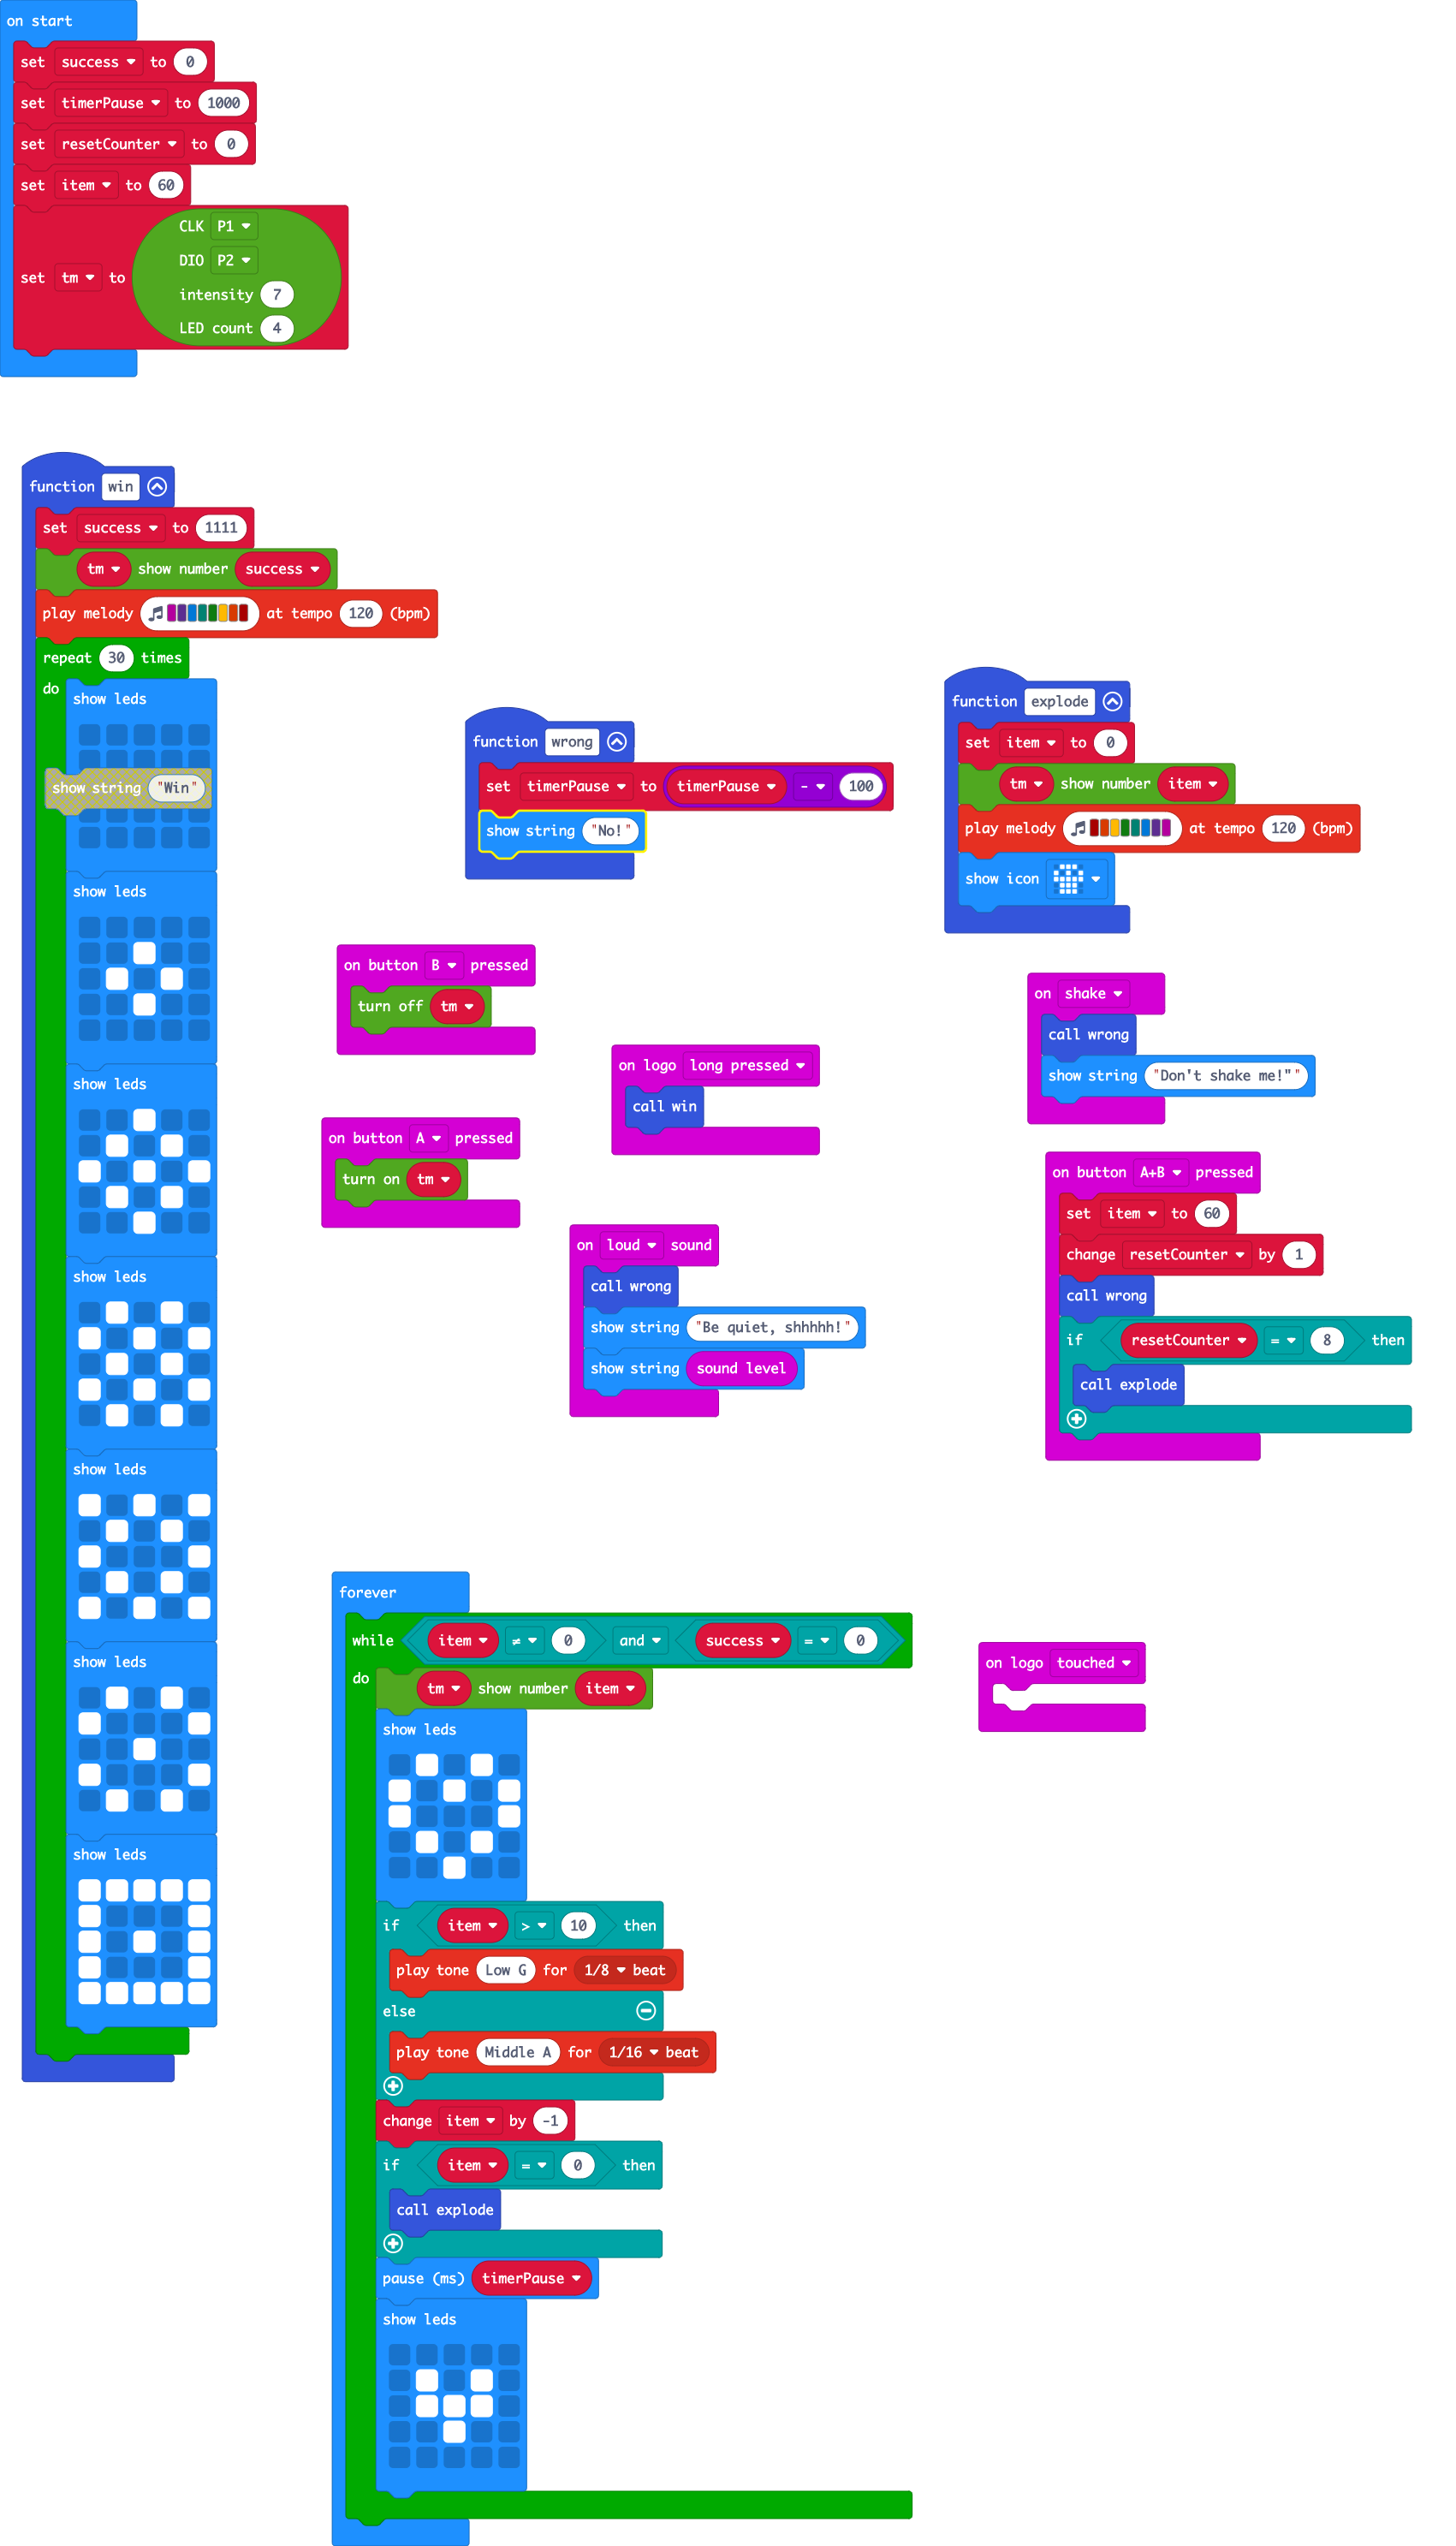 on start
set success to 0
set timerPause to 1000
set resetCounter to 0
set item to 60
set tm to
CLK P1
DIO P2
intensity 7
LED count 4
function win
set success to 1111
tm show number success
play melody at tempo 120 (bpm)
repeat 30 times
do
show leds
show string "Win"
show leds
show leds
show leds
show leds
show leds
show leds
function wrong
set timerPause to timerPause - 100
show string "No!"
function explode
set item to 0
tm show number item
play melody at tempo 120 (bpm)
show icon
on button B pressed
turn off tm
on logo long pressed
call win
on shake
call wrong
show string "Don't shake me!""
on button A pressed
turn on tm
on loud sound
call wrong
show string "Be quiet, shhhhh!"
show string sound level
on button A+B pressed
set item to 60
change resetCounter by 1
call wrong
if resetCounter = 8 then
call explode
forever
while item ≠ 0 and success = 0
do
tm show number item
show leds
if item > 10 then
play tone Low G for 1/8 beat
else
play tone Middle A for 1/16 beat
change item by -1
if item = 0 then
call explode
pause (ms) timerPause
show leds
on logo touched